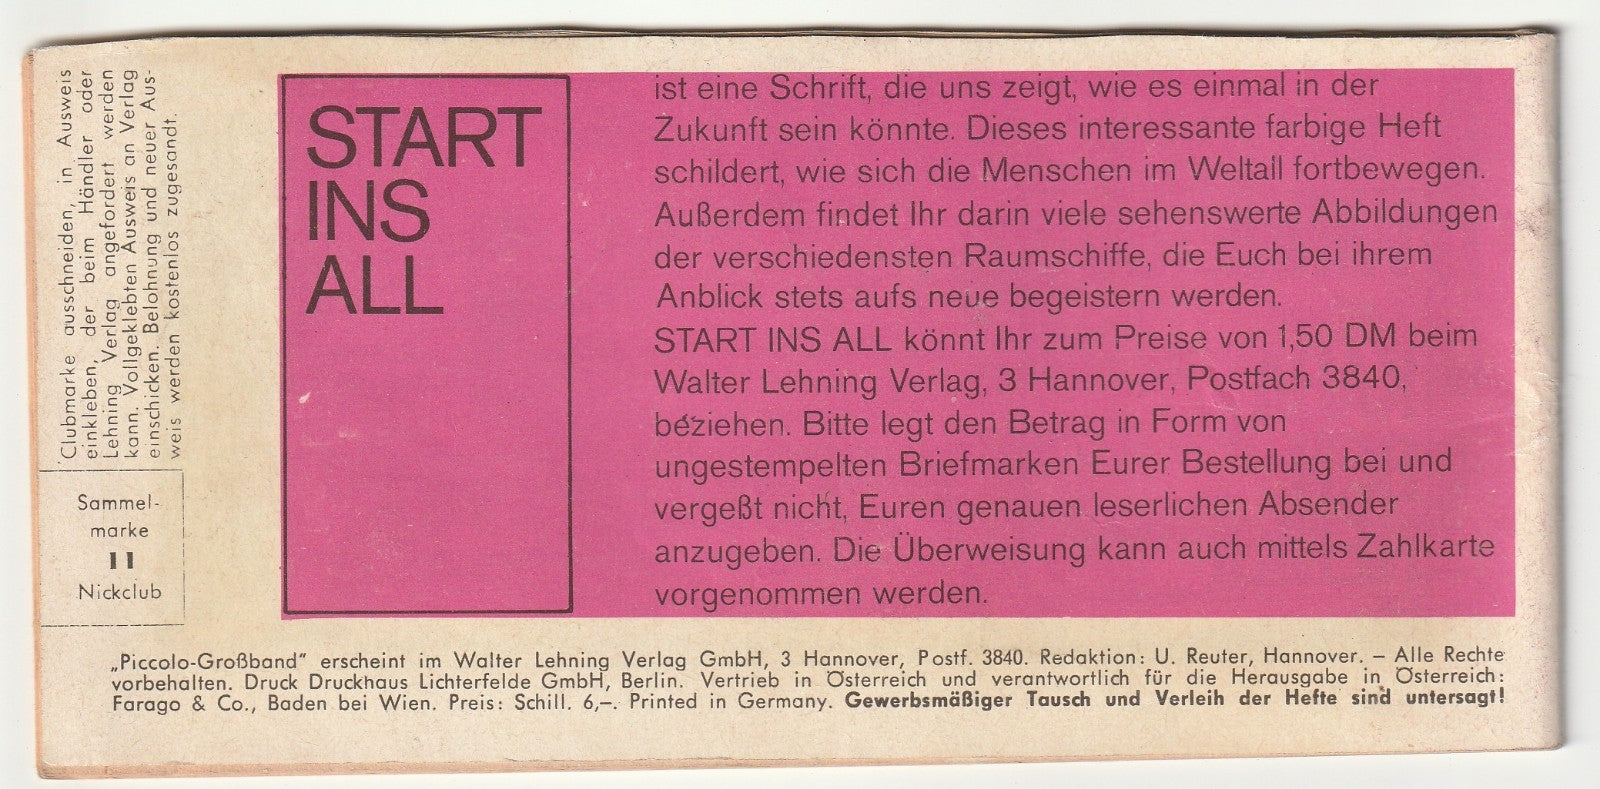 Clubmarke ausschneiden, in Ausweis
einkleben, der beim Händler oder
Lehning Verlag angefordert werden
kann. Vollgeklebten Ausweis an Verlag
einschicken. Belohnung und neuer Aus-
weis werden kostenlos zugesandt.
Sammel-
marke
11
Nickclub
START
INS
ALL
ist eine Schrift, die uns zeigt, wie es einmal in der
Zukunft sein könnte. Dieses interessante farbige Heft
schildert, wie sich die Menschen im Weltall fortbewegen.
Außerdem findet Ihr darin viele sehenswerte Abbildungen
der verschiedensten Raumschiffe, die Euch bei ihrem
Anblick stets aufs neue begeistern werden.
START INS ALL könnt Ihr zum Preise von 1,50 DM beim
Walter Lehning Verlag, 3 Hannover, Postfach 3840,
beziehen. Bitte legt den Betrag in Form von
ungestempelten Briefmarken Eurer Bestellung bei und
vergeßt nicht, Euren genauen leserlichen Absender
anzugeben. Die Überweisung kann auch mittels Zahlkarte
vorgenommen werden.
„Piccolo-Großband“ erscheint im Walter Lehning Verlag GmbH, 3 Hannover, Postf. 3840. Redaktion: U. Reuter, Hannover. – Alle Rechte
vorbehalten. Druck Druckhaus Lichterfelde GmbH, Berlin. Vertrieb in Österreich und verantwortlich für die Herausgabe in Österreich:
Farago & Co., Baden bei Wien. Preis: Schill. 6,–. Printed in Germany. Gewerbsmäßiger Tausch und Verleih der Hefte sind untersagt!